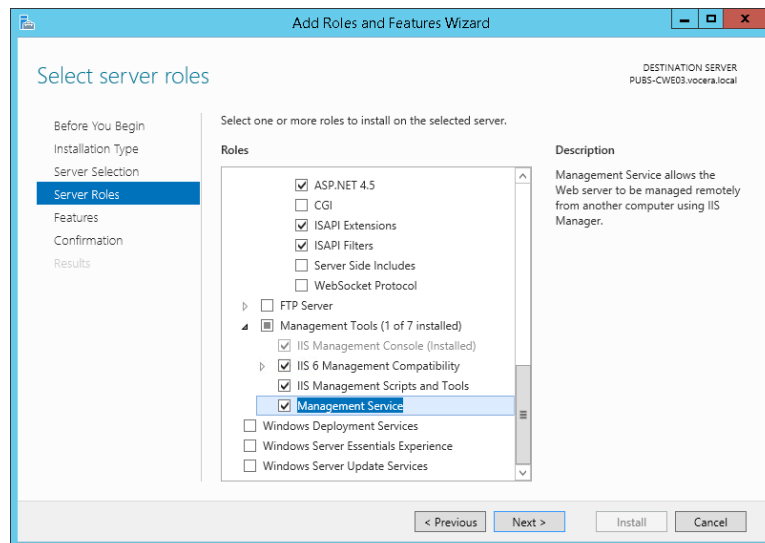 Add Roles and Features Wizard
Select server roles
DESTINATION SERVER
PUBS-CWE03.vocera.local
Before You Begin
Installation Type
Server Selection
Server Roles
Features
Confirmation
Results
Select one or more roles to install on the selected server.
Roles
ASP.NET 4.5
CGI
ISAPI Extensions
ISAPI Filters
Server Side Includes
WebSocket Protocol
FTP Server
Management Tools (1 of 7 installed)
IIS Management Console (Installed)
IIS 6 Management Compatibility
IIS Management Scripts and Tools
Management Service
Windows Deployment Services
Windows Server Essentials Experience
Windows Server Update Services
Description
Management Service allows the
Web server to be managed remotely
from another computer using IIS
Manager.
< Previous
Next >
Install
Cancel